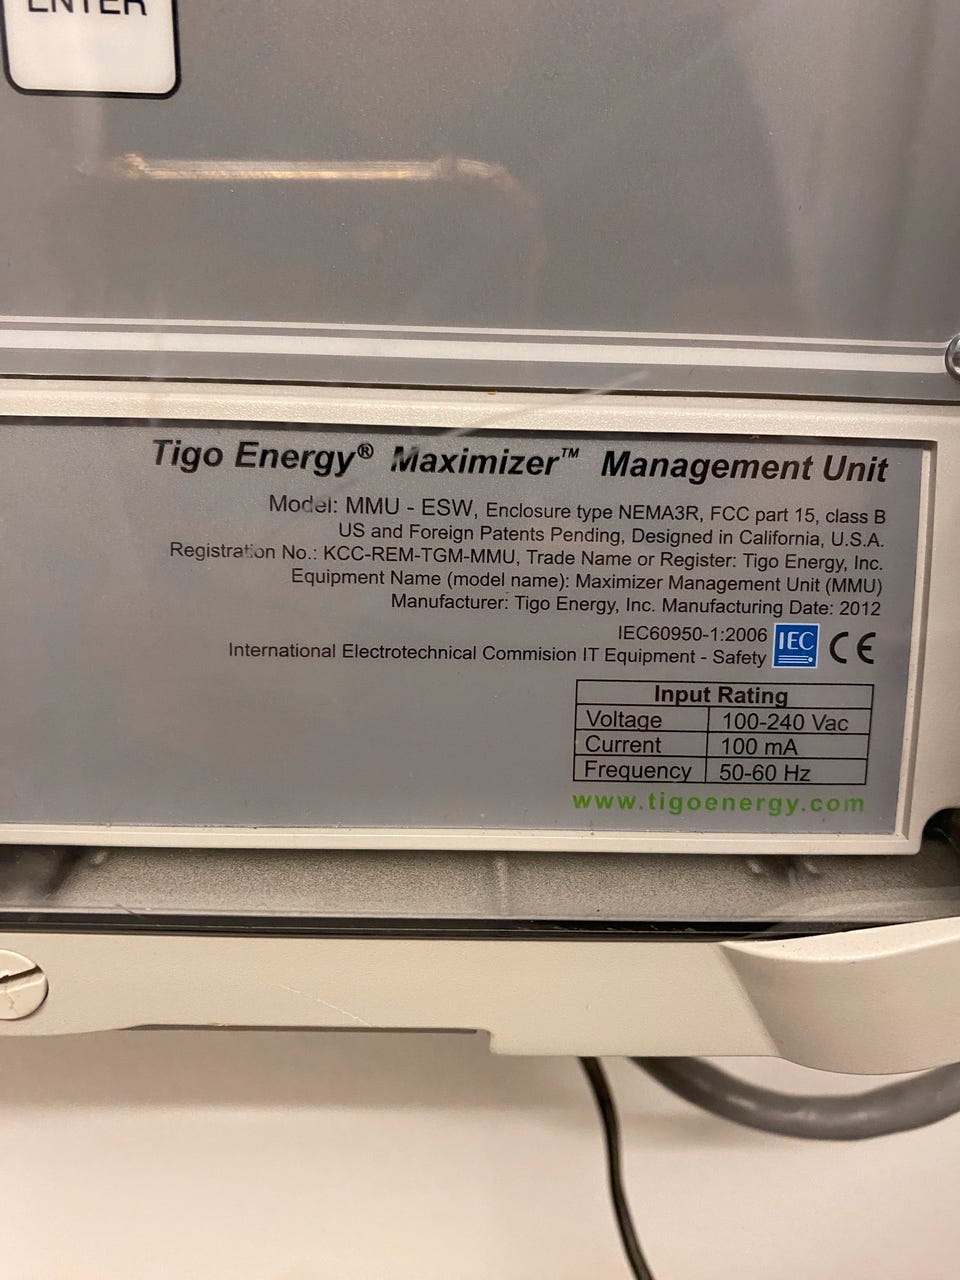 ENTER
Tigo Energy® Maximizer™ Management Unit
Model: MMU - ESW, Enclosure type NEMA3R, FCC part 15, class B
US and Foreign Patents Pending, Designed in California, U.S.A.
Registration No.: KCC-REM-TGM-MMU, Trade Name or Register: Tigo Energy, Inc.
Equipment Name (model name): Maximizer Management Unit (MMU)
Manufacturer: Tigo Energy, Inc. Manufacturing Date: 2012
IEC60950-1:2006
International Electrotechnical Commision IT Equipment - Safety
IEC CE
Input Rating
Voltage 100-240 Vac
Current 100 mA
Frequency 50-60 Hz
www.tigoenergy.com